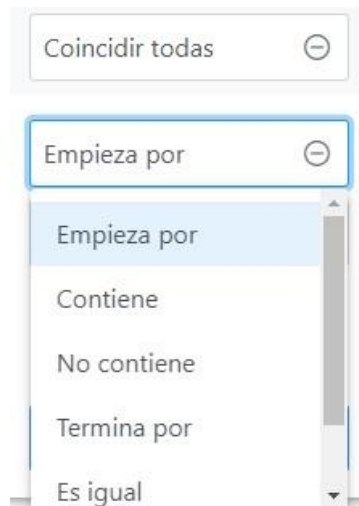 Coincidir todas
Empieza por
Empieza por
Contiene
No contiene
Termina por
Es igual